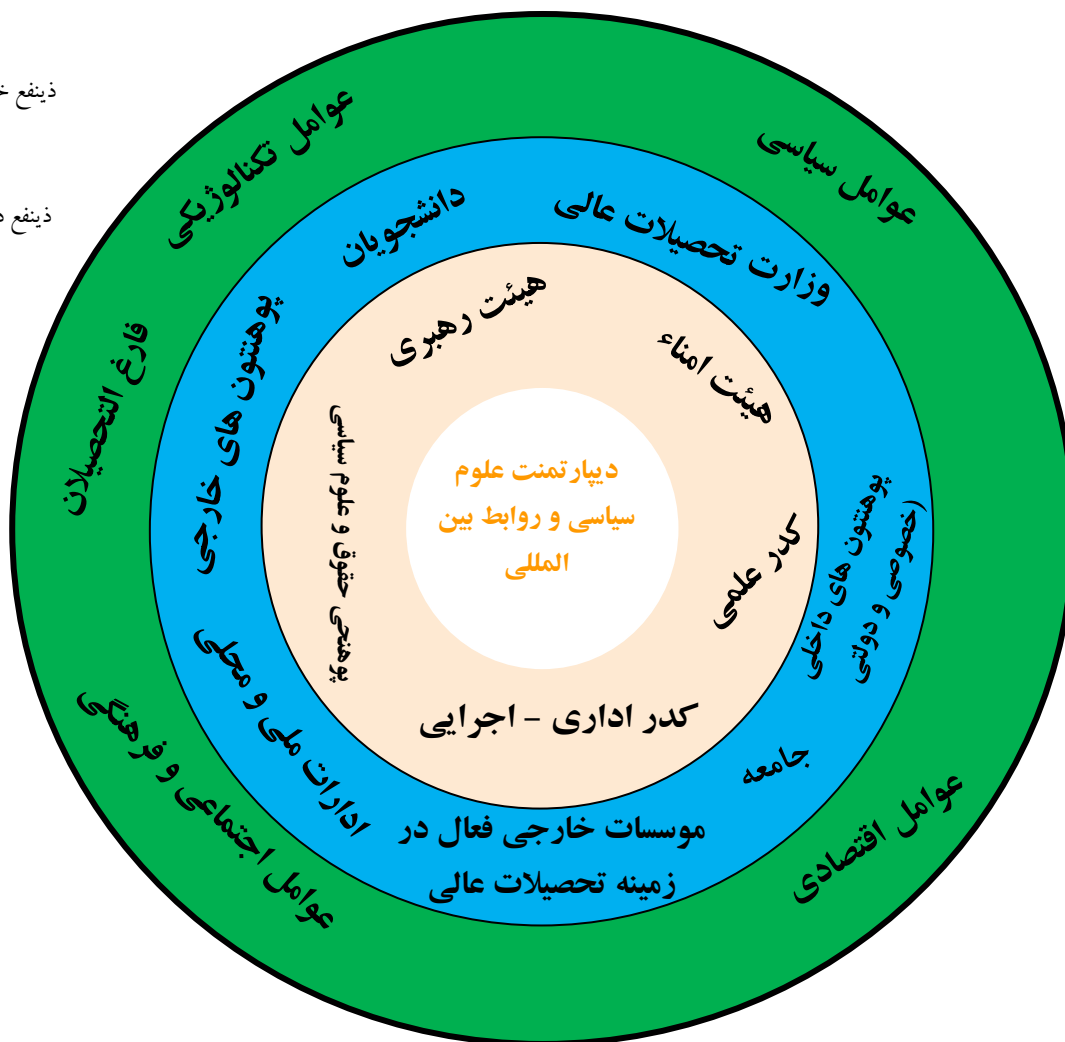 ذینفع
ذینفع
عوامل سیاسی
عوامل تکنالوژیکی
فارغ التحصیلان
عوامل اجتماعی و فرهنگی
عوامل اقتصادی
وزارت تحصیلات عالی
دانشجویان
پوهنتون های خارجی
ادارات ملی و محلی
موسسات خارجی فعال در
زمینه تحصیلات عالی
جامعه
پوهنتون های داخلی
(خصوصی و دولتی
هیئت امناء
هیئت رهبری
پوهنحی حقوق و علوم سیاسی
کدر اداری - اجرایی
کدر علمی
دیپارتمنت علوم
سیاسی و روابط بین
المللی